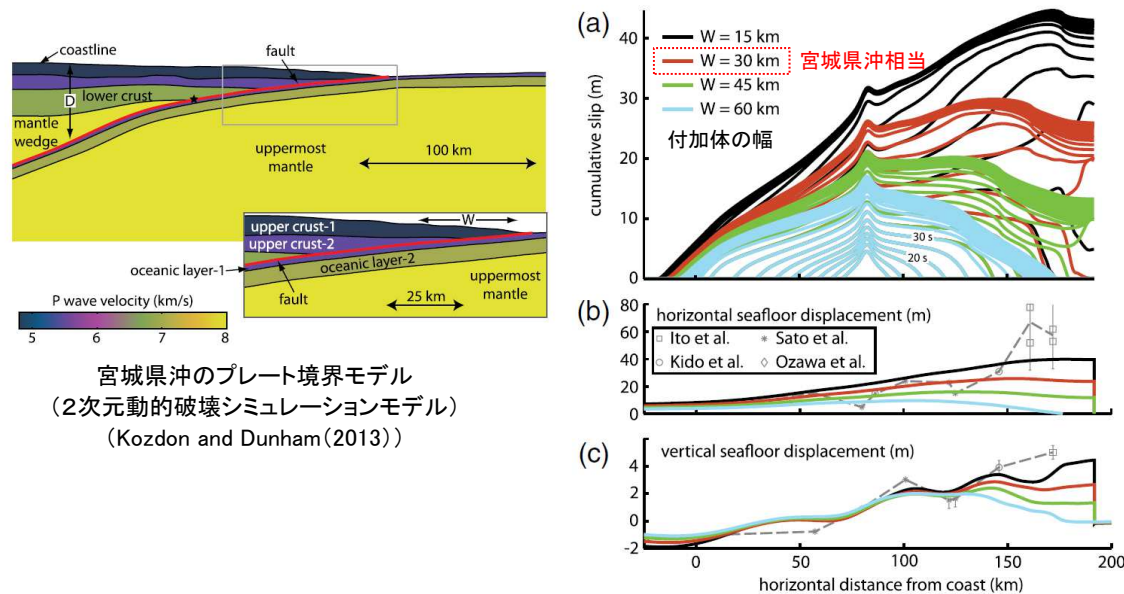 coastline
fault
D
lower crust
mantle
wedge
uppermost
mantle
100 km
W
upper crust-1
upper crust-2
oceanic layer-1
oceanic layer-2
fault
uppermost
mantle
25 km
P wave velocity (km/s)
5 6 7 8
宮城県沖のプレート境界モデル
（２次元動的破壊シミュレーションモデル）
（Kozdon and Dunham（2013））
(a)
cumulative slip (m)
40
30
20
10
0
W = 15 km
W = 30 km
宮城県沖相当
W = 45 km
W = 60 km
付加体の幅
30 s
20 s
(b)
horizontal seafloor displacement (m)
80
60
40
20
0
Ito et al. Sato et al.
Kido et al. Ozawa et al.
(c)
vertical seafloor displacement (m)
4
2
0
-2
0 50 100 150 200
horizontal distance from coast (km)